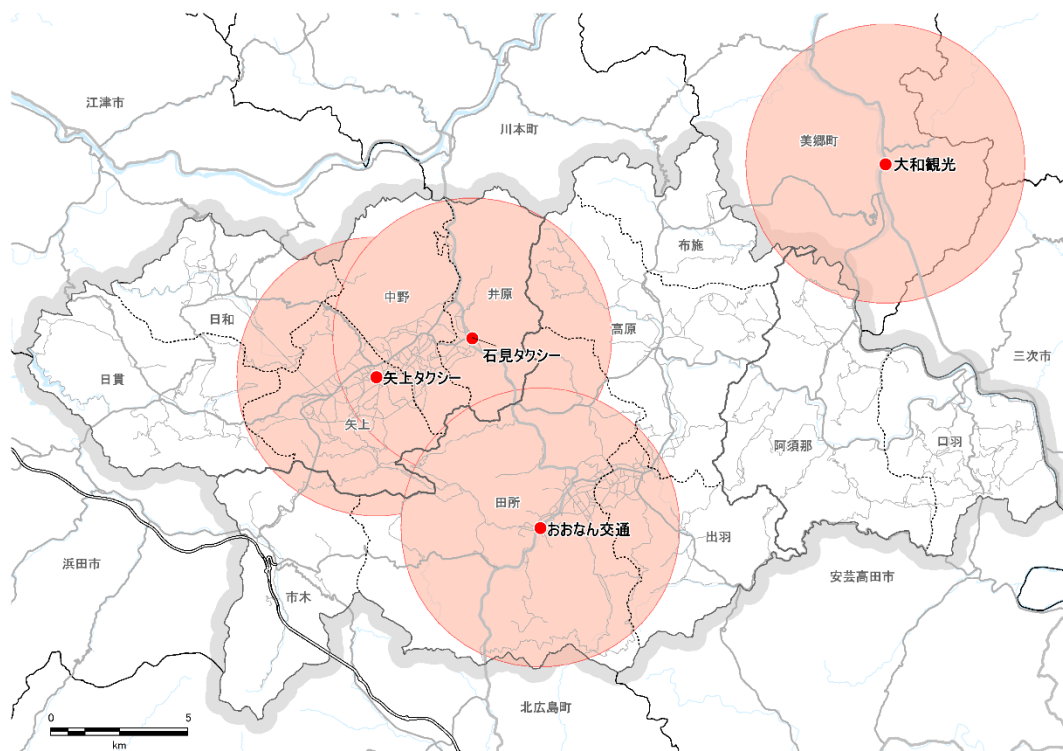 江津市
川本町
美郷町
大和観光
布施
中野
井原
日和
高原
石見タクシー
三次市
日貫
矢上タクシー
矢上
阿須那
口羽
田所
おおなん交通
出羽
浜田市
安芸高田市
市木
北広島町
0 5
km